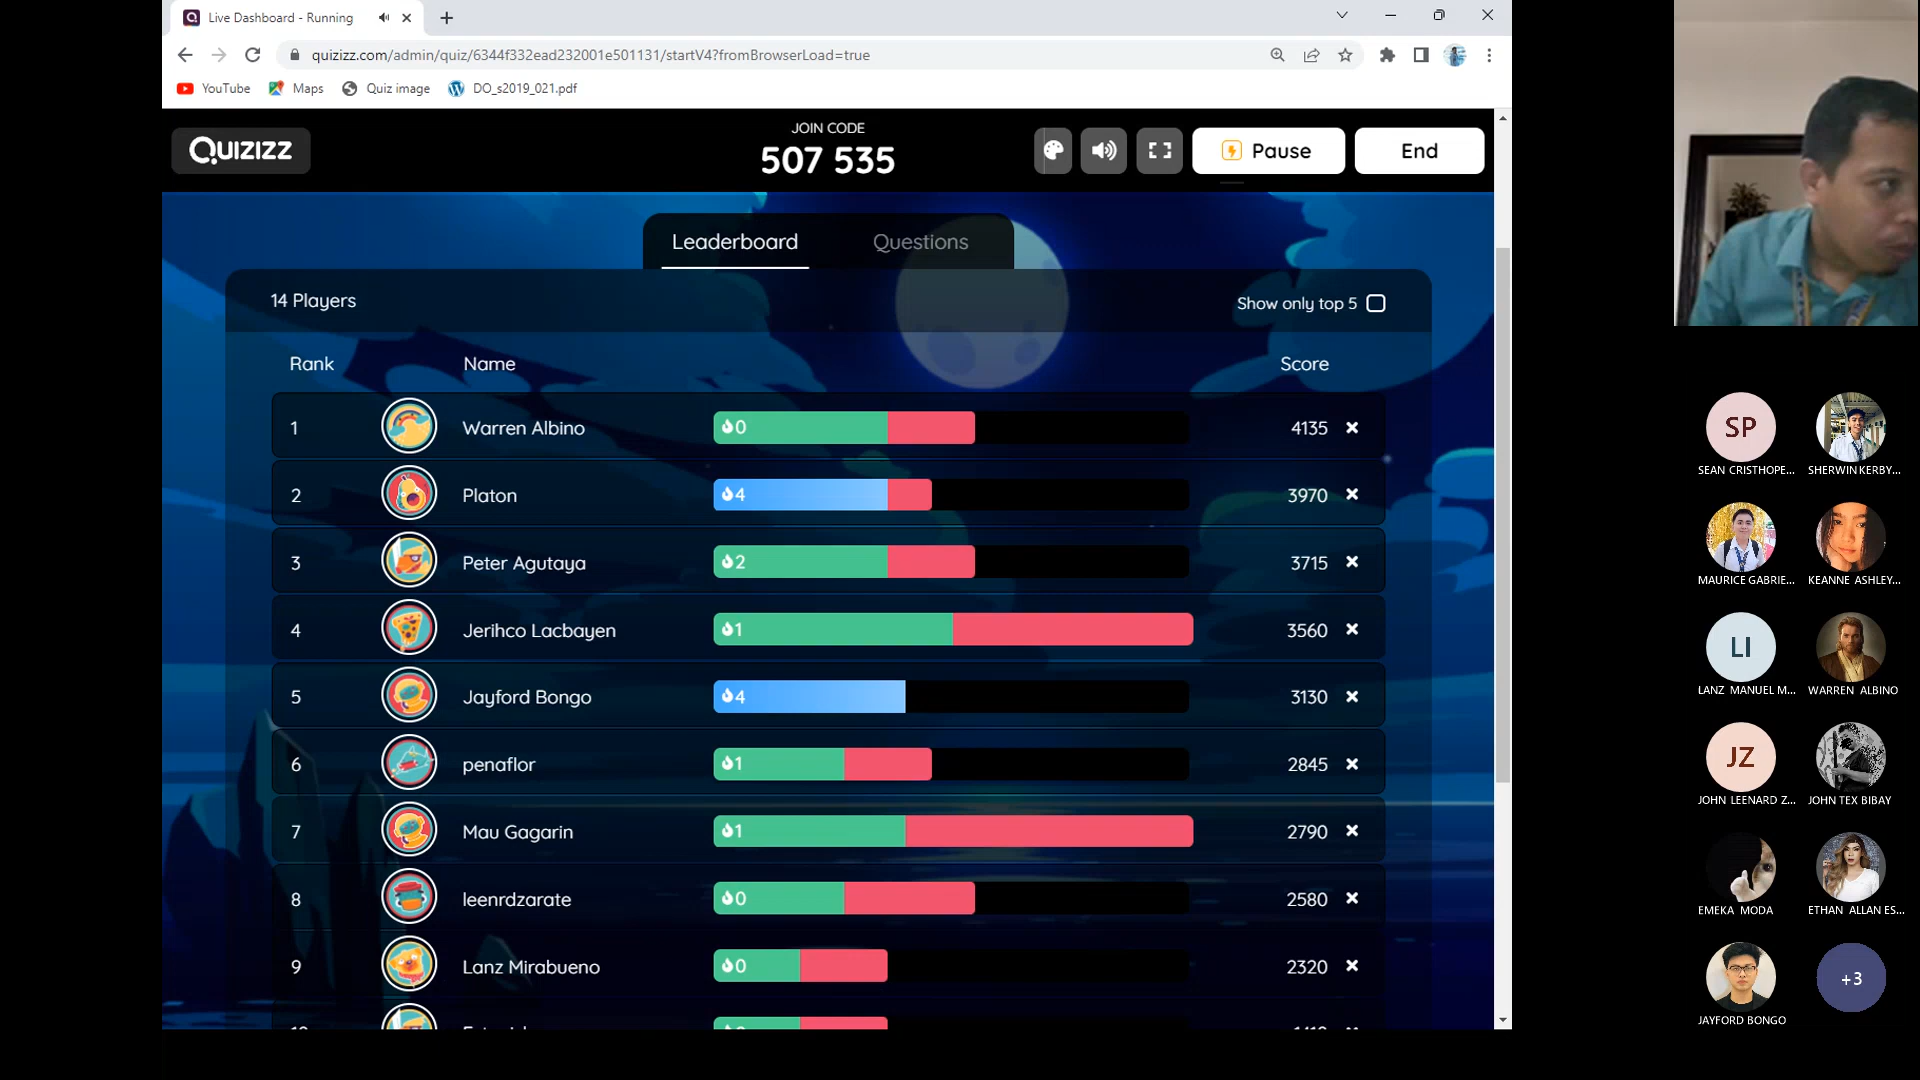 Live Dashboard - Running
quizizz.com/admin/quiz/6344f332ead232001e501131/startV4?fromBrowserLoad=true
YouTube Maps Quiz image DO_s2019_021.pdf
Quizizz
JOIN CODE
507 535
Pause
End
Leaderboard Questions
14 Players
Show only top 5
Rank Name Score
1 Warren Albino 0 4135
2 Platon 4 3970
3 Peter Agutaya 2 3715
4 Jerihco Lacbayen 1 3560
5 Jayford Bongo 4 3130
6 penaflor 1 2845
7 Mau Gagarin 1 2790
8 leenrdzarate 0 2580
9 Lanz Mirabueno 0 2320
SP
SEAN CRISTHOPE... SHERWIN KERBY...
MAURICE GABRIE... KEANNE ASHLEY...
LI
LANZ MANUEL M... WARREN ALBINO
JZ
JOHN LEENARD Z... JOHN TEX BIBAY
EMEKA MODA ETHAN ALLAN ES...
+3
JAYFORD BONGO